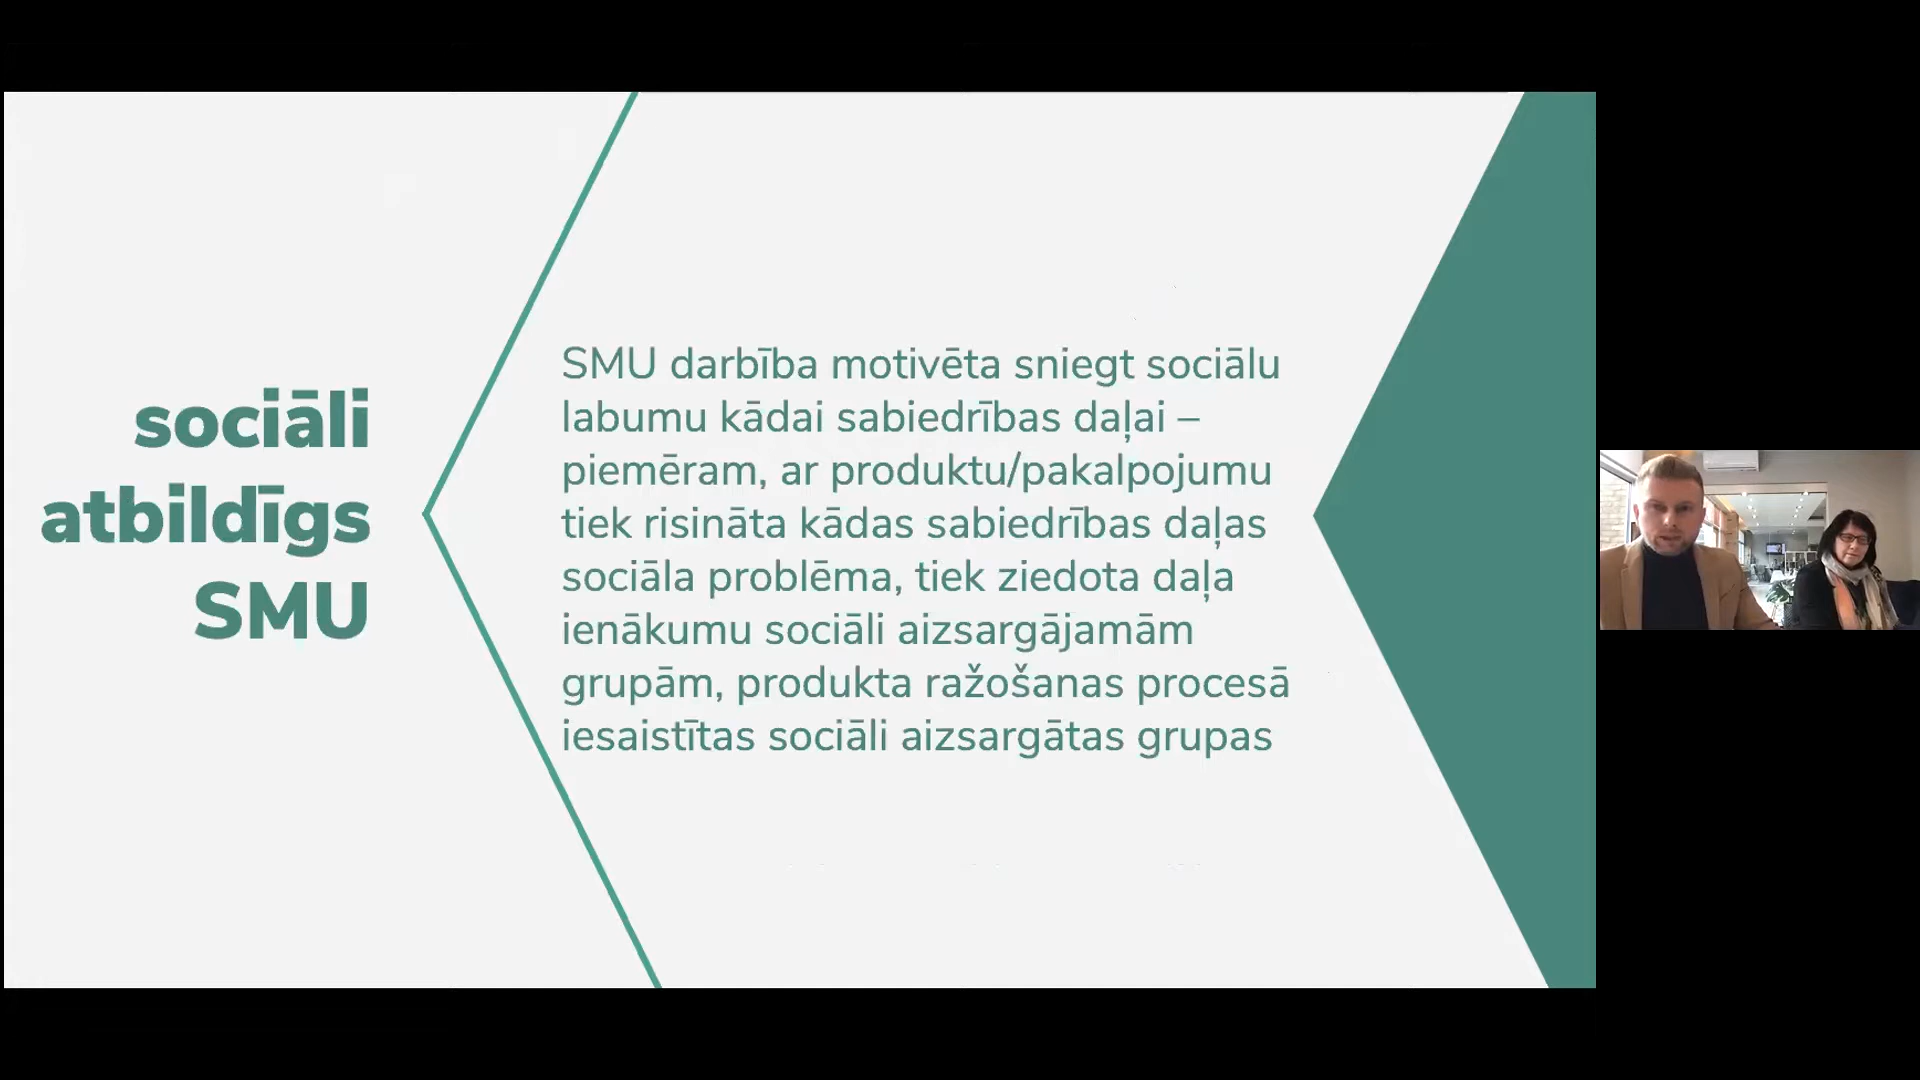 sociāli
atbildīgs
SMU
SMU darbība motivēta sniegt sociālu
labumu kādai sabiedrības daļai –
piemēram, ar produktu/pakalpojumu
tiek risināta kādas sabiedrības daļas
sociāla problēma, tiek ziedota daļa
ienākumu sociāli aizsargājamām
grupām, produkta ražošanas procesā
iesaistītas sociāli aizsargātas grupas